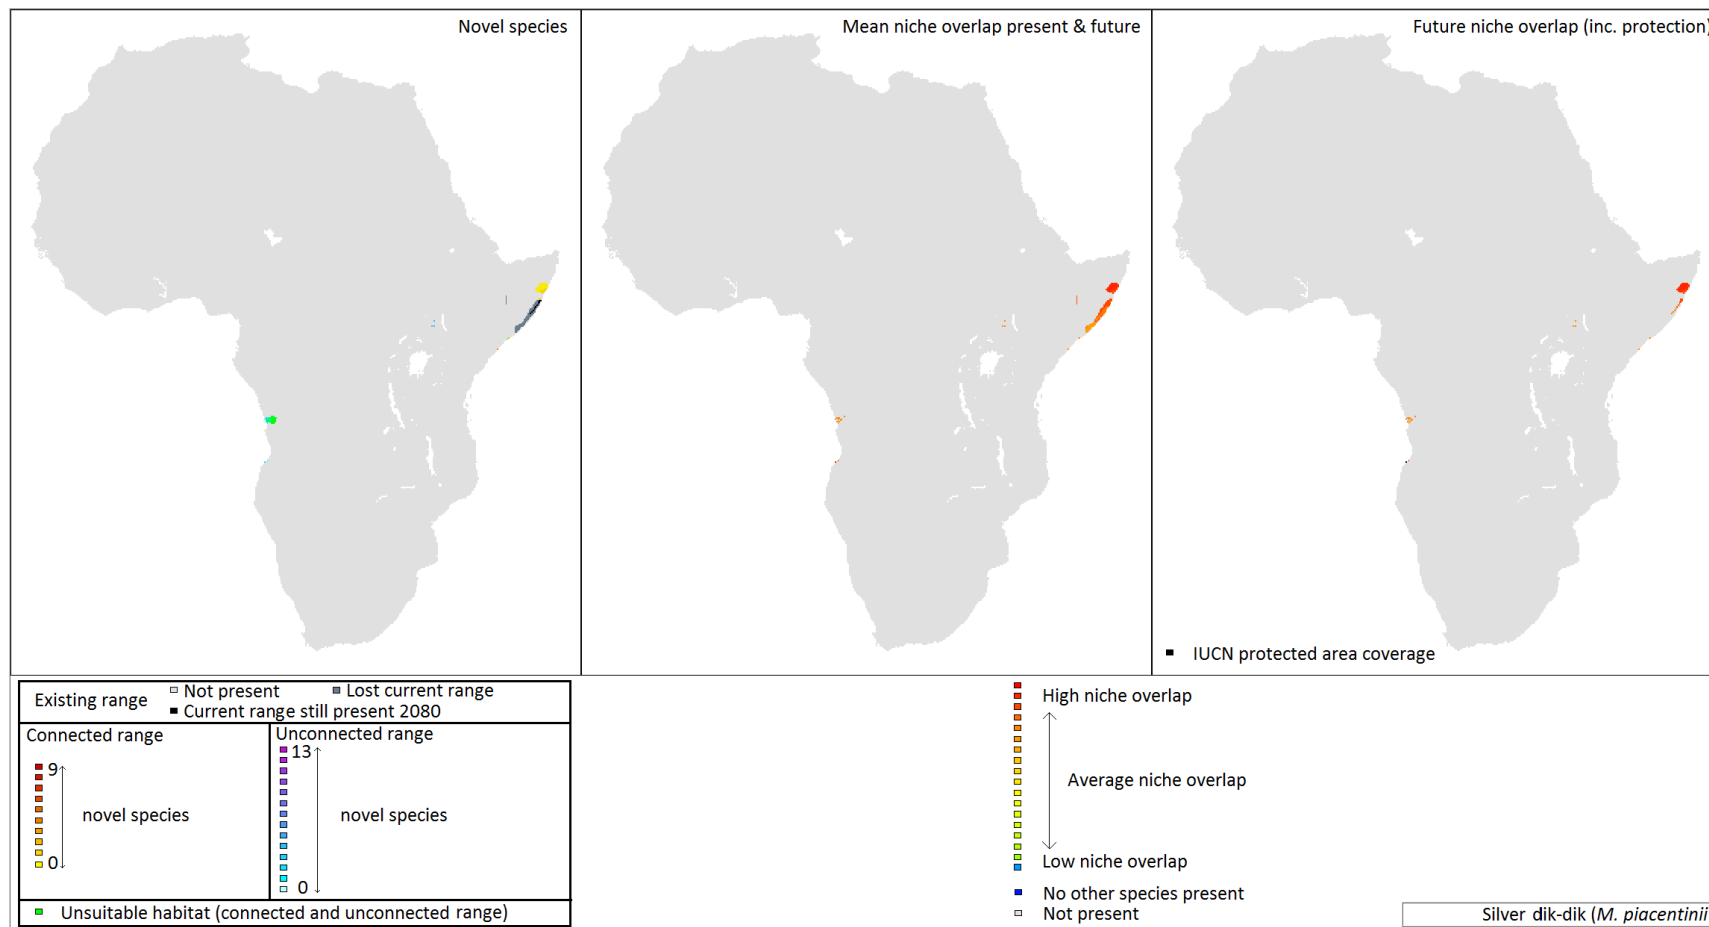 Novel species
Mean niche overlap present & future
Future niche overlap (inc. protection)
IUCN protected area coverage
Existing range
Not present
Lost current range
Current range still present 2080
Connected range
9
novel species
0
Unconnected range
13
novel species
0
Unsuitable habitat (connected and unconnected range)
High niche overlap
Average niche overlap
Low niche overlap
No other species present
Not present
Silver dik-dik (M. piacentinii